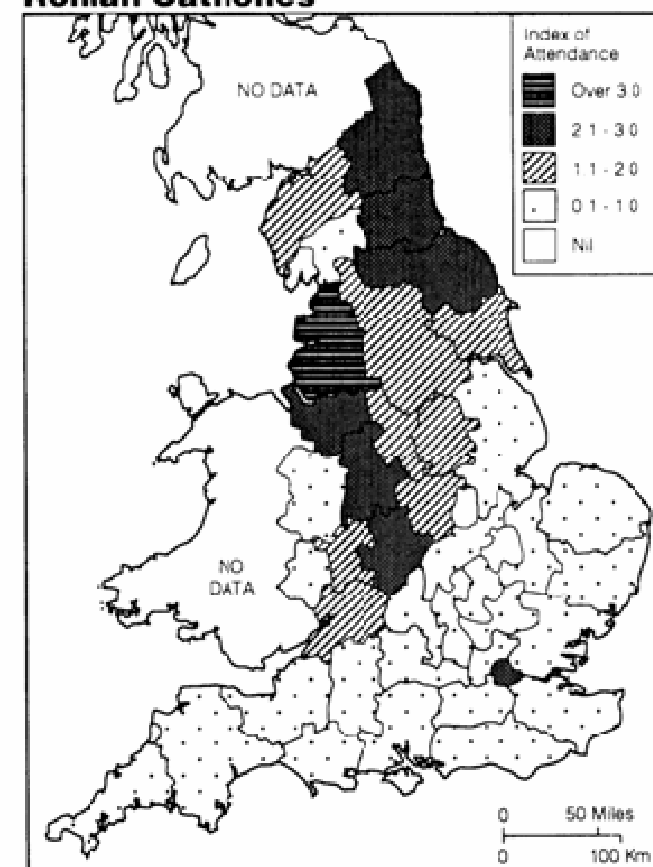 Roman Catholics
Index of
Attendance
Over 3 0
2 1 - 3 0
1 1 - 2 0
0 1 - 1 0
Nil
NO DATA
NO
DATA
0 50 Miles
0 100 Km